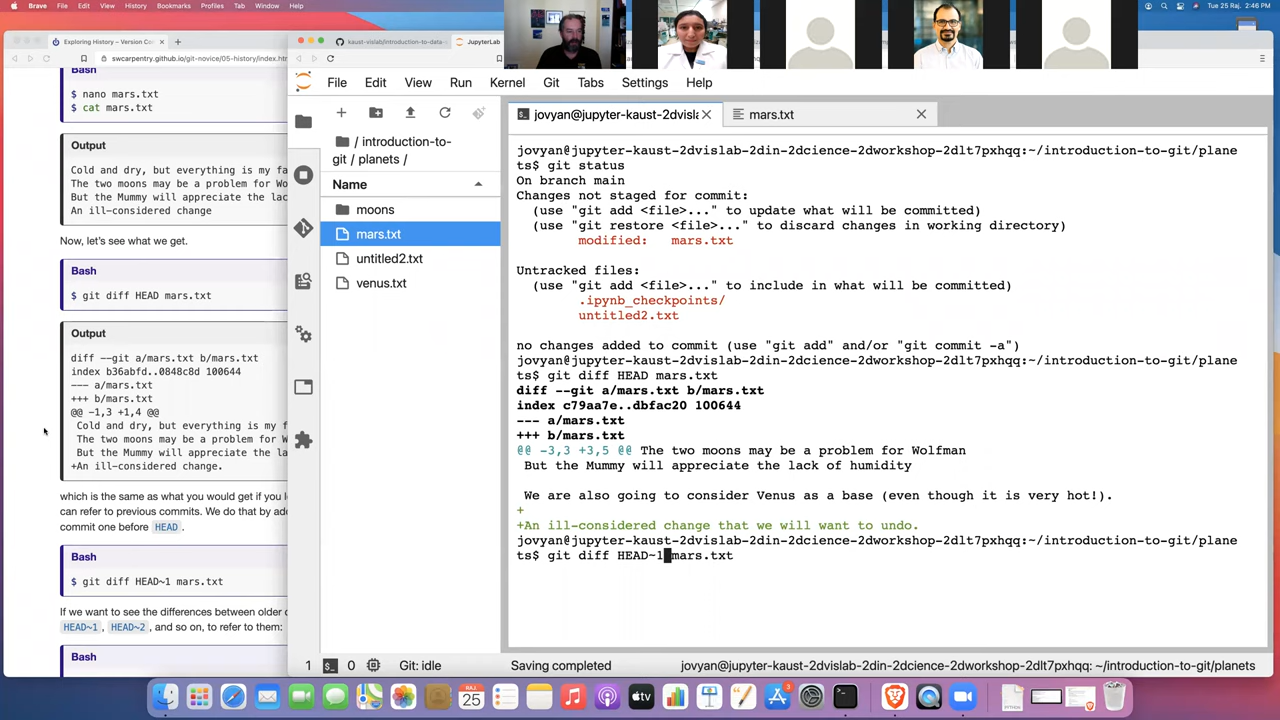 Brave File Edit View History Bookmarks Profiles Tab Window Help
Tue 25 Raj. 2:46 PM
Exploring History – Version Co
swcarpentry.github.io/git-novice/05-history/index.ht
Bash
$ nano mars.txt
$ cat mars.txt
Output
Cold and dry, but everything is my fa
The two moons may be a problem for Wo
But the Mummy will appreciate the lac
An ill-considered change
Now, let's see what we get.
Bash
$ git diff HEAD mars.txt
Output
diff --git a/mars.txt b/mars.txt
index b36abfd..0848c8d 100644
--- a/mars.txt
+++ b/mars.txt
@@ -1,3 +1,4 @@
Cold and dry, but everything is my f
The two moons may be a problem for W
But the Mummy will appreciate the la
+An ill-considered change.
which is the same as what you would get if you l
can refer to previous commits. We do that by ad
commit one before HEAD.
Bash
$ git diff HEAD~1 mars.txt
If we want to see the differences between older c
HEAD~1, HEAD~2, and so on, to refer to them:
Bash
kaust-vislab/introduction-to-data-
JupyterLab
File Edit View Run Kernel Git Tabs Settings Help
/ introduction-to-
git / planets /
Name
moons
mars.txt
untitled2.txt
venus.txt
jovyan@jupyter-kaust-2dvisla
mars.txt
jovyan@jupyter-kaust-2dvislab-2din-2dcience-2dworkshop-2dlt7pxhqq:~/introduction-to-git/plane
ts$ git status
On branch main
Changes not staged for commit:
(use "git add <file>..." to update what will be committed)
(use "git restore <file>..." to discard changes in working directory)
modified: mars.txt
Untracked files:
(use "git add <file>..." to include in what will be committed)
.ipynb_checkpoints/
untitled2.txt
no changes added to commit (use "git add" and/or "git commit -a")
jovyan@jupyter-kaust-2dvislab-2din-2dcience-2dworkshop-2dlt7pxhqq:~/introduction-to-git/plane
ts$ git diff HEAD mars.txt
diff --git a/mars.txt b/mars.txt
index c79aa7e..dbfac20 100644
--- a/mars.txt
+++ b/mars.txt
@@ -3,3 +3,5 @@ The two moons may be a problem for Wolfman
But the Mummy will appreciate the lack of humidity
We are also going to consider Venus as a base (even though it is very hot!).
+
+An ill-considered change that we will want to undo.
jovyan@jupyter-kaust-2dvislab-2din-2dcience-2dworkshop-2dlt7pxhqq:~/introduction-to-git/plane
ts$ git diff HEAD~1 mars.txt
1 0 Git: idle Saving completed jovyan@jupyter-kaust-2dvislab-2din-2dcience-2dworkshop-2dlt7pxhqq: ~/introduction-to-git/planets
RAJ.
25
tv
3